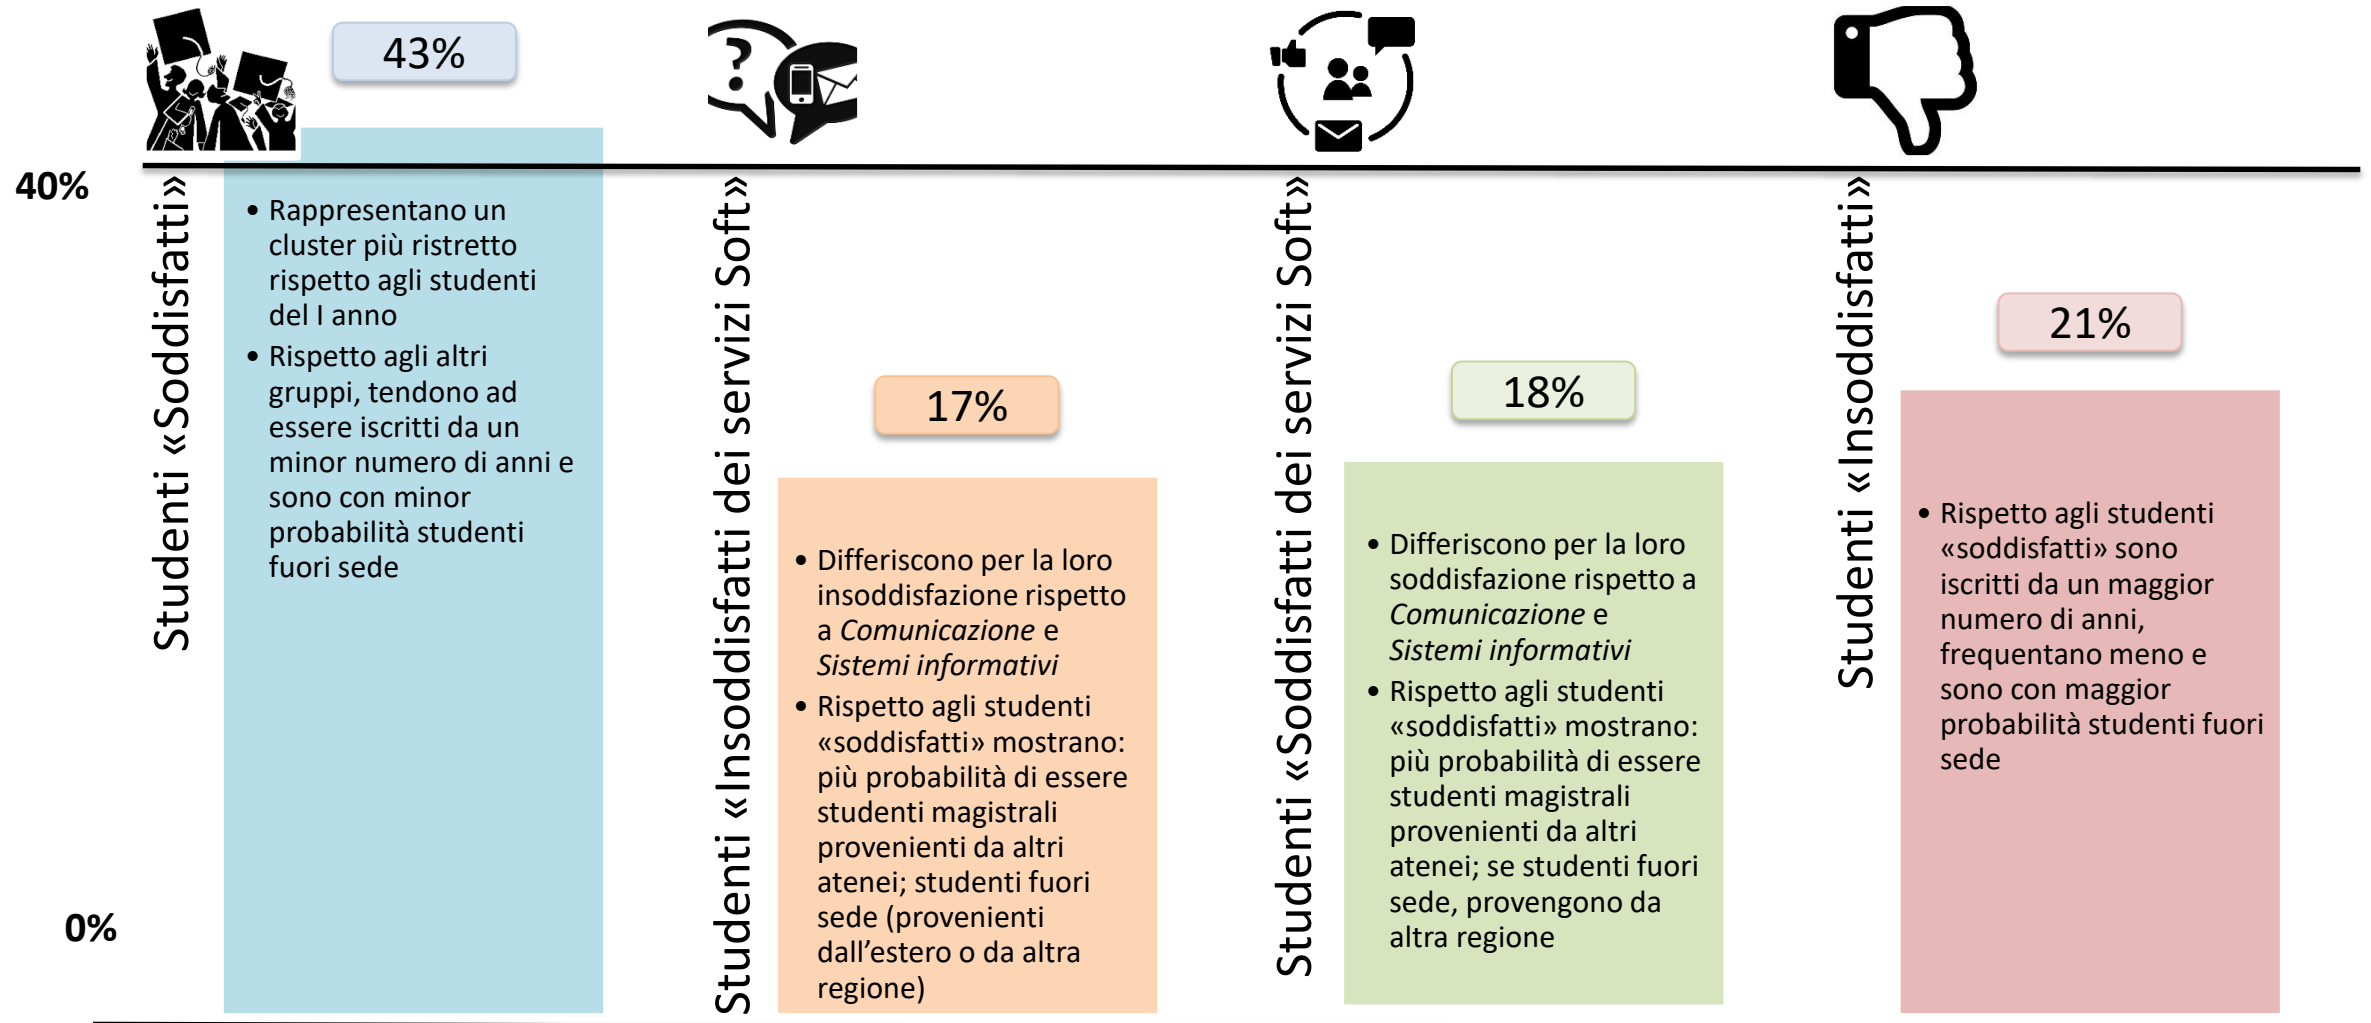 43%
40%
Studenti «Soddisfatti»
• Rappresentano un
cluster più ristretto
rispetto agli studenti
del I anno
• Rispetto agli altri
gruppi, tendono ad
essere iscritti da un
minor numero di anni e
sono con minor
probabilità studenti
fuori sede
?
Studenti «Insoddisfatti dei servizi Soft»
17%
• Differiscono per la loro
insoddisfazione rispetto
a Comunicazione e
Sistemi informativi
• Rispetto agli studenti
«soddisfatti» mostrano:
più probabilità di essere
studenti magistrali
provenienti da altri
atenei; studenti fuori
sede (provenienti
dall’estero o da altra
regione)
Studenti «Soddisfatti dei servizi Soft»
18%
• Differiscono per la loro
soddisfazione rispetto a
Comunicazione e
Sistemi informativi
• Rispetto agli studenti
«soddisfatti» mostrano:
più probabilità di essere
studenti magistrali
provenienti da altri
atenei; se studenti fuori
sede, provengono da
altra regione
Studenti «Insoddisfatti»
21%
• Rispetto agli studenti
«soddisfatti» sono
iscritti da un maggior
numero di anni,
frequentano meno e
sono con maggior
probabilità studenti fuori
sede
0%